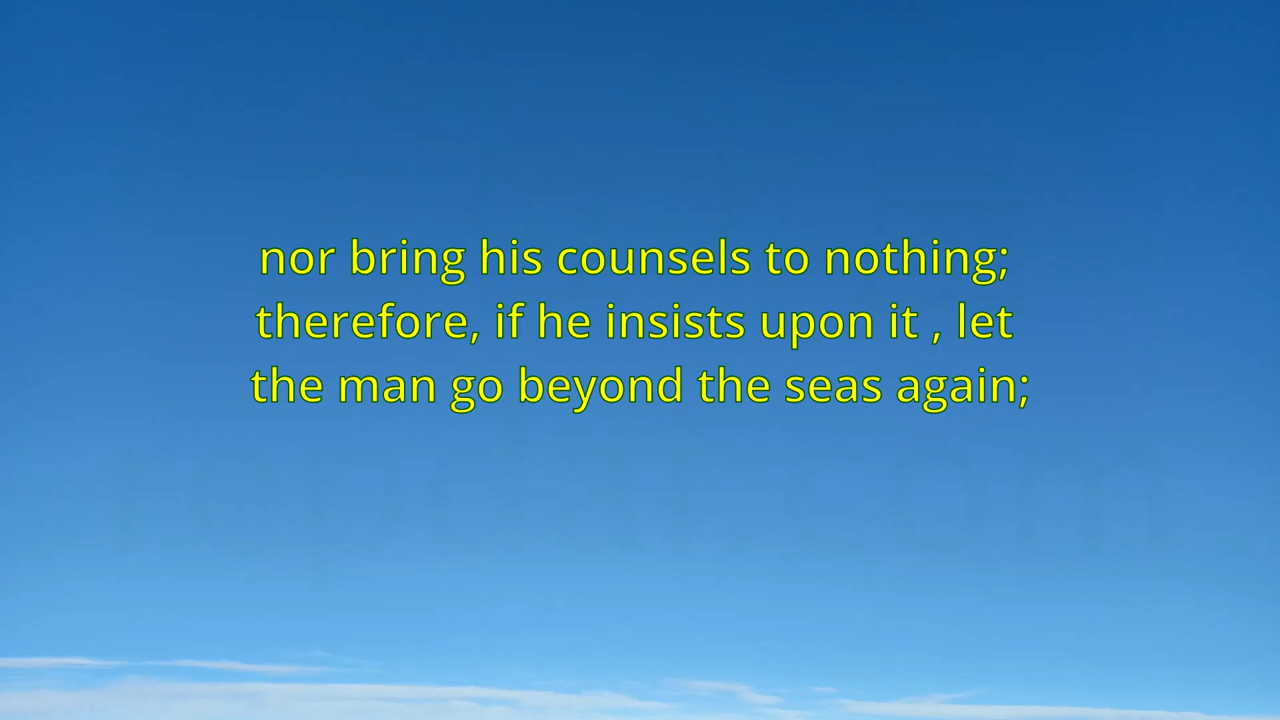 nor bring his counsels to nothing;
therefore, if he insists upon it , let
the man go beyond the seas again;